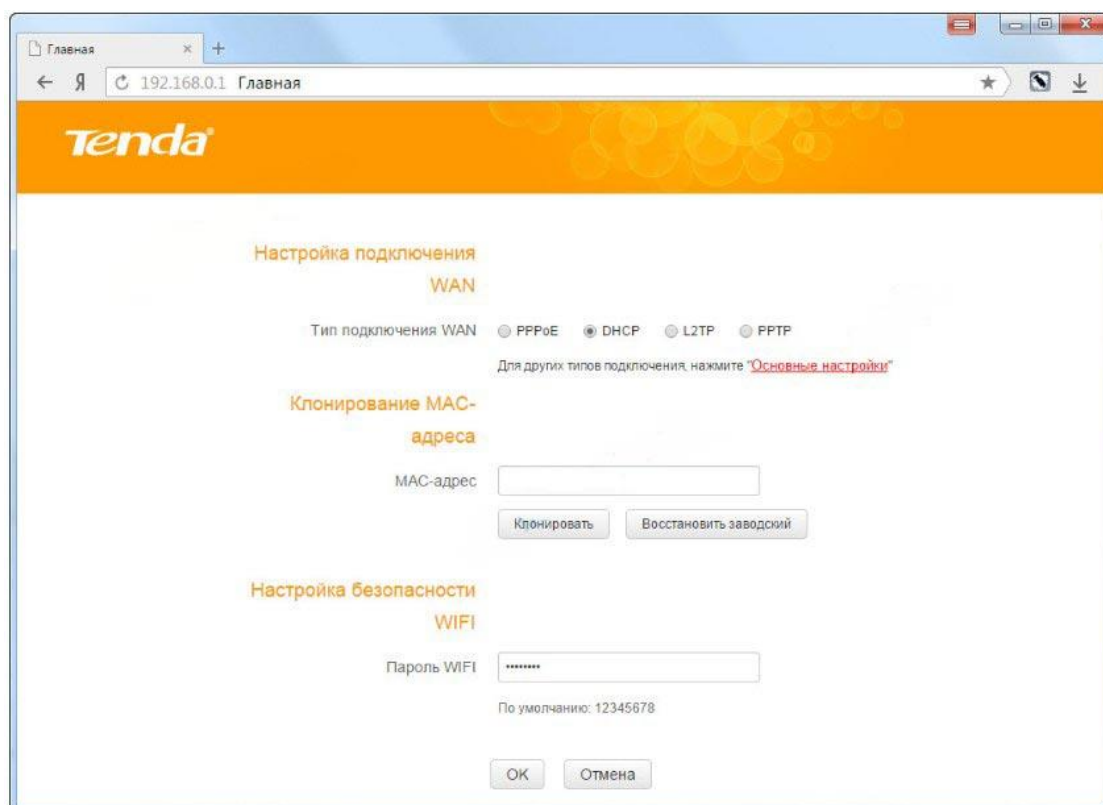 Главная
Я 192.168.0.1 Главная
Tenda
Настройка подключения
WAN
Тип подключения WAN PPPoE DHCP L2TP PPTP
Для других типов подключения, нажмите "Основные настройки"
Клонирование MAC-
адреса
MAC-адрес
Клонировать Восстановить заводский
Настройка безопасности
WIFI
Пароль WIFI ••••••••
По умолчанию: 12345678
OK Отмена